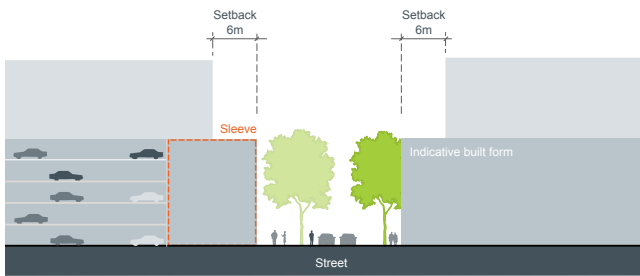 Setback
6m
Setback
6m
Sleeve
Indicative built form
Street